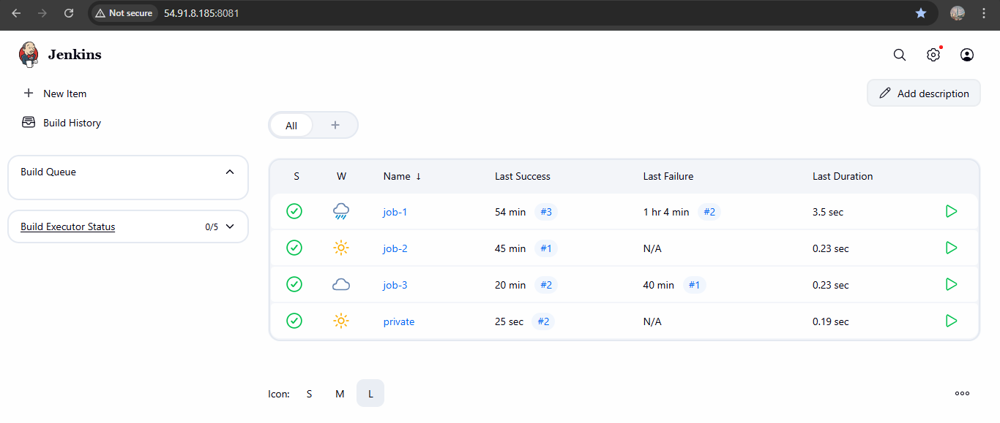 Not secure 54.91.8.185:8081
Jenkins
New Item
Add description
Build History
All +
Build Queue
Build Executor Status 0/5
S W Name ↓ Last Success Last Failure Last Duration
job-1 54 min #3 1 hr 4 min #2 3.5 sec
job-2 45 min #1 N/A 0.23 sec
job-3 20 min #2 40 min #1 0.23 sec
private 25 sec #2 N/A 0.19 sec
Icon: S M L